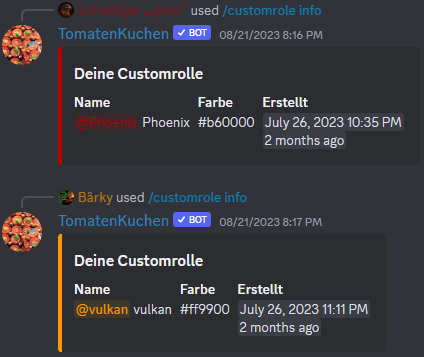 used /customrole info
TomatenKuchen ✓ BOT 08/21/2023 8:16 PM
Deine Customrolle
Name Farbe Erstellt
@Phoenix Phoenix #b60000 July 26, 2023 10:35 PM
2 months ago
Bärky used /customrole info
TomatenKuchen ✓ BOT 08/21/2023 8:17 PM
Deine Customrolle
Name Farbe Erstellt
@vulkan vulkan #ff9900 July 26, 2023 11:11 PM
2 months ago